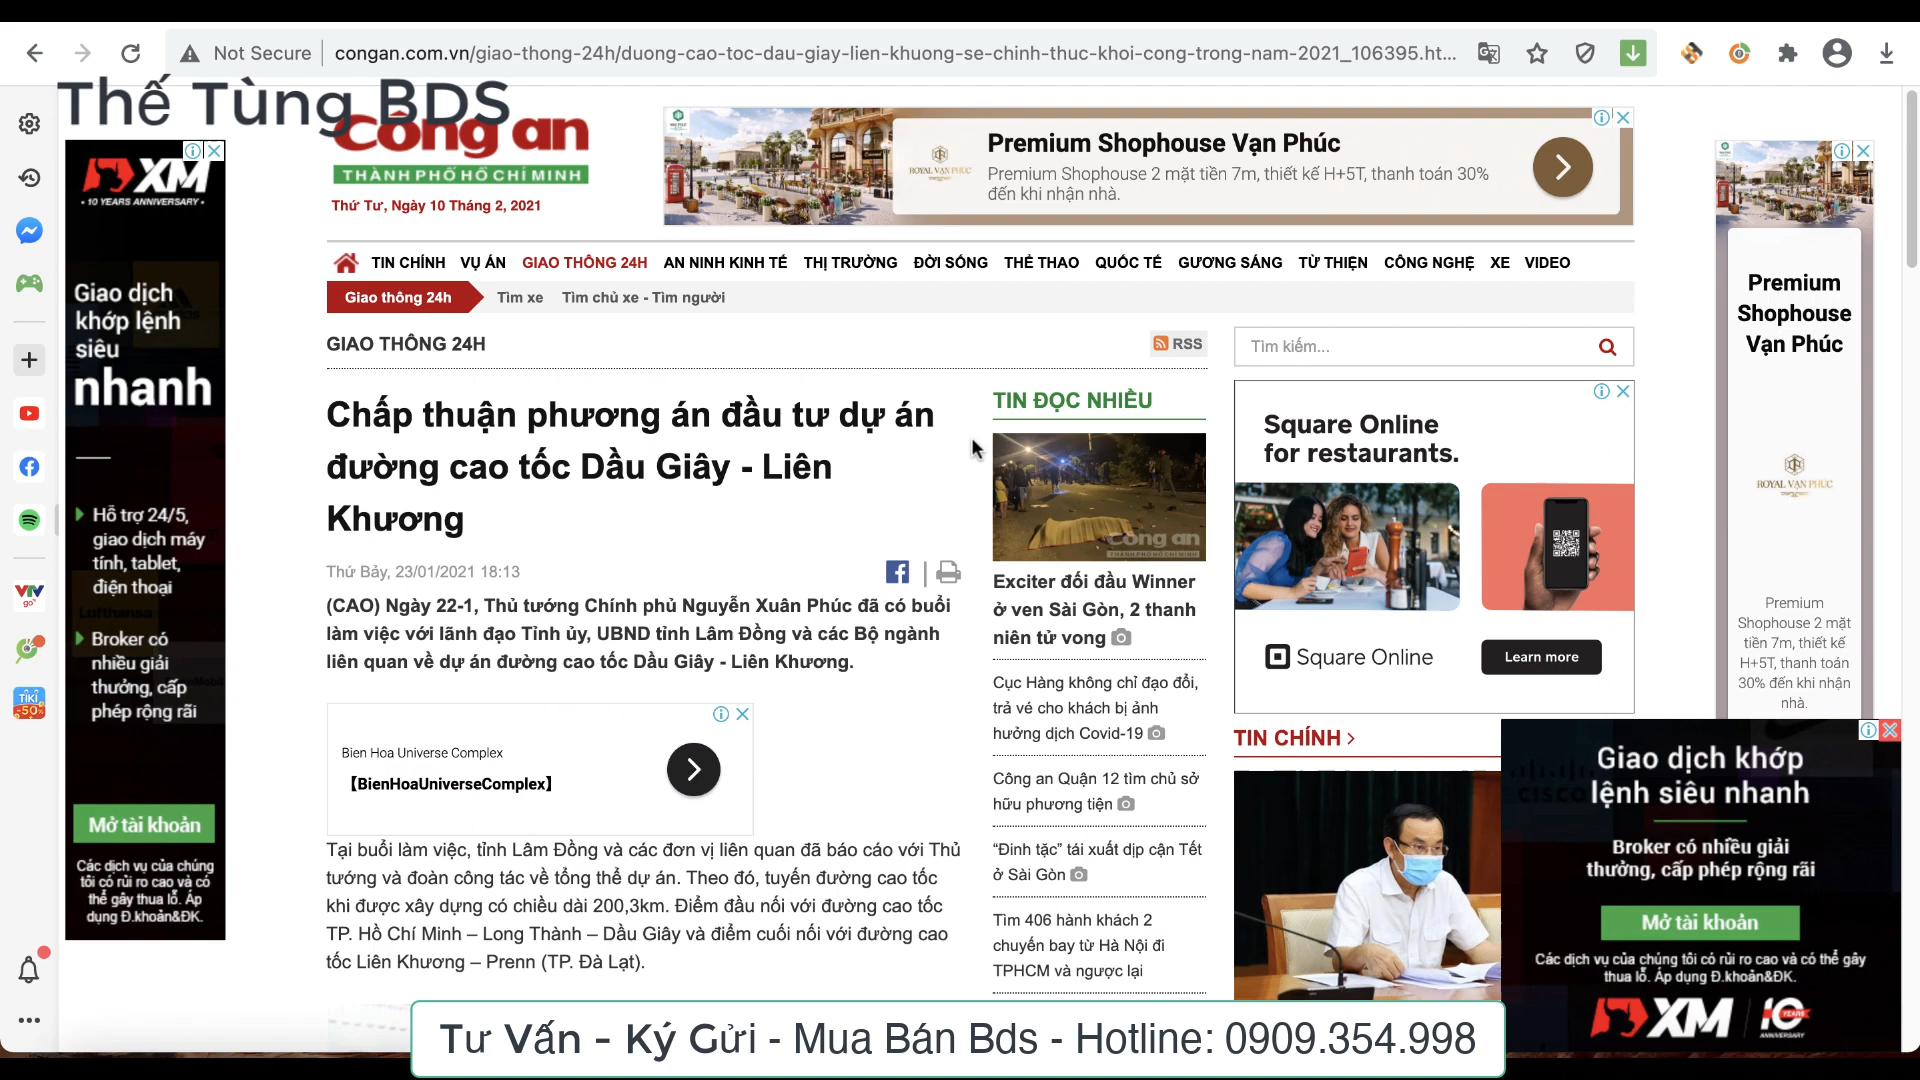 Not Secure
congan.com.vn/giao-thong-24h/duong-cao-toc-dau-giay-lien-khuong-se-chinh-thuc-khoi-cong-trong-nam-2021_106395.ht...
Thế Tùng BDS
Công an
THÀNH PHỐ HỒ CHÍ MINH
Thứ Tư, Ngày 10 Tháng 2, 2021
ROYAL VẠN PHÚC
Premium Shophouse Vạn Phúc
Premium Shophouse 2 mặt tiền 7m, thiết kế H+5T, thanh toán 30%
đến khi nhận nhà.
TIN CHÍNH VỤ ÁN GIAO THÔNG 24H AN NINH KINH TẾ THỊ TRƯỜNG ĐỜI SỐNG THỂ THAO QUỐC TẾ GƯƠNG SÁNG TỪ THIỆN CÔNG NGHỆ XE VIDEO
Giao thông 24h Tìm xe Tìm chủ xe - Tìm người
GIAO THÔNG 24H
RSS
Chấp thuận phương án đầu tư dự án
đường cao tốc Dầu Giây - Liên
Khương
Thứ Bảy, 23/01/2021 18:13
(CAO) Ngày 22-1, Thủ tướng Chính phủ Nguyễn Xuân Phúc đã có buổi
làm việc với lãnh đạo Tỉnh ủy, UBND tỉnh Lâm Đồng và các Bộ ngành
liên quan về dự án đường cao tốc Dầu Giây - Liên Khương.
Bien Hoa Universe Complex
【BienHoaUniverseComplex】
Tại buổi làm việc, tỉnh Lâm Đồng và các đơn vị liên quan đã báo cáo với Thủ
tướng và đoàn công tác về tổng thể dự án. Theo đó, tuyến đường cao tốc
khi được xây dựng có chiều dài 200,3km. Điểm đầu nối với đường cao tốc
TP. Hồ Chí Minh – Long Thành – Dầu Giây và điểm cuối nối với đường cao
tốc Liên Khương – Prenn (TP. Đà Lạt).
TIN ĐỌC NHIỀU
Công an
THÀNH PHỐ HỒ CHÍ MINH
Exciter đối đầu Winner
ở ven Sài Gòn, 2 thanh
niên tử vong
Cục Hàng không chỉ đạo đổi,
trả vé cho khách bị ảnh
hưởng dịch Covid-19
Công an Quận 12 tìm chủ sở
hữu phương tiện
“Đinh tặc” tái xuất dịp cận Tết
ở Sài Gòn
Tìm 406 hành khách 2
chuyến bay từ Hà Nội đi
TPHCM và ngược lại
Tìm kiếm...
Square Online
for restaurants.
Square Online
Learn more
TIN CHÍNH
XM
10 YEARS ANNIVERSARY
Giao dịch
khớp lệnh
siêu
nhanh
Hỗ trợ 24/5,
giao dịch máy
tính, tablet,
điện thoại
Broker có
nhiều giải
thưởng, cấp
phép rộng rãi
Mở tài khoản
Các dịch vụ của chúng
tôi có rủi ro cao và có
thể gây thua lỗ. Áp
dụng Đ.khoản&ĐK.
Premium
Shophouse
Vạn Phúc
ROYAL VẠN PHÚC
Premium
Shophouse 2 mặt
tiền 7m, thiết kế
H+5T, thanh toán
30% đến khi nhận
nhà.
Giao dịch khớp
lệnh siêu nhanh
Broker có nhiều giải
thưởng, cấp phép rộng rãi
Mở tài khoản
Các dịch vụ của chúng tôi có rủi ro cao và có thể gây
thua lỗ. Áp dụng Đ.khoản&ĐK.
XM 10 YEARS
ANNIVERSARY
VTV
go
TIKI
-50%
Tư Vấn - Ký Gửi - Mua Bán Bds - Hotline: 0909.354.998